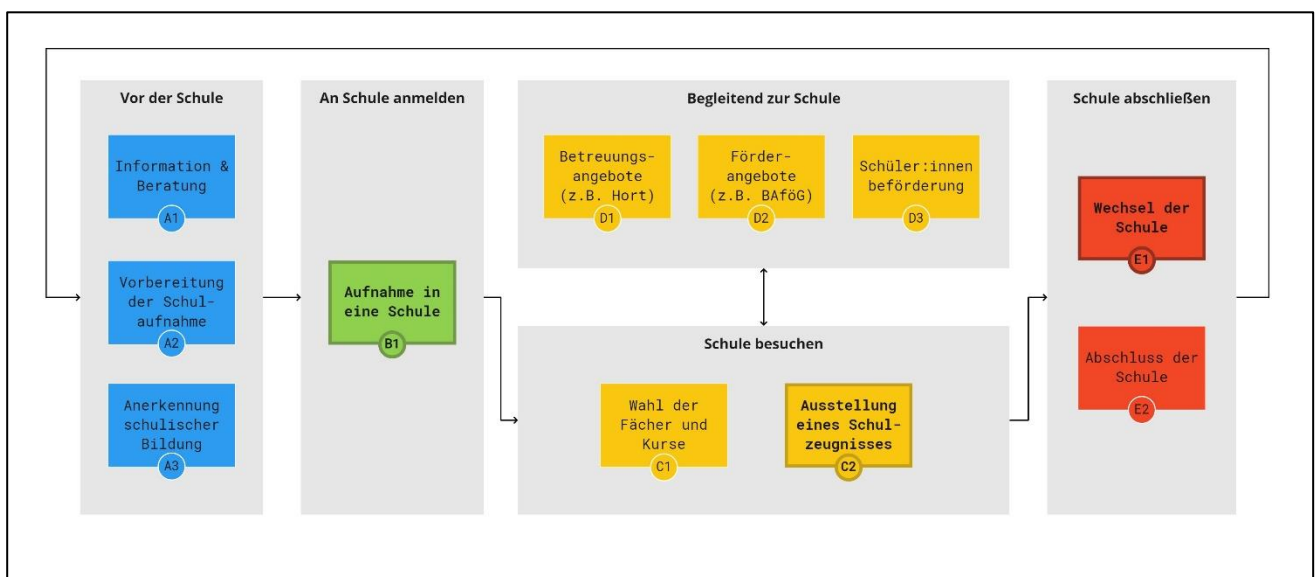 Vor der Schule
Information &
Beratung
A1
Vorbereitung
der Schul-
aufnahme
A2
Anerkennung
schulischer
Bildung
A3
An Schule anmelden
Aufnahme in
eine Schule
B1
Begleitend zur Schule
Betreuungs-
angebote
(z.B. Hort)
D1
Förder-
angebote
(z.B. BAföG)
D2
Schüler:innen
beförderung
D3
Schule besuchen
Wahl der
Fächer und
Kurse
C1
Ausstellung
eines Schul-
zeugnisses
C2
Schule abschließen
Wechsel der
Schule
E1
Abschluss der
Schule
E2